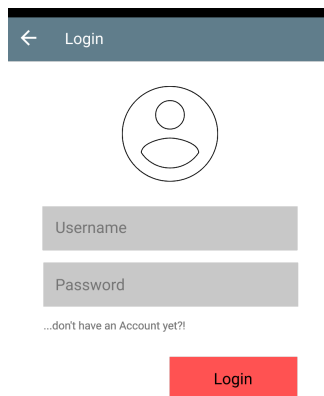 Login
Username
Password
...don't have an Account yet?!
Login